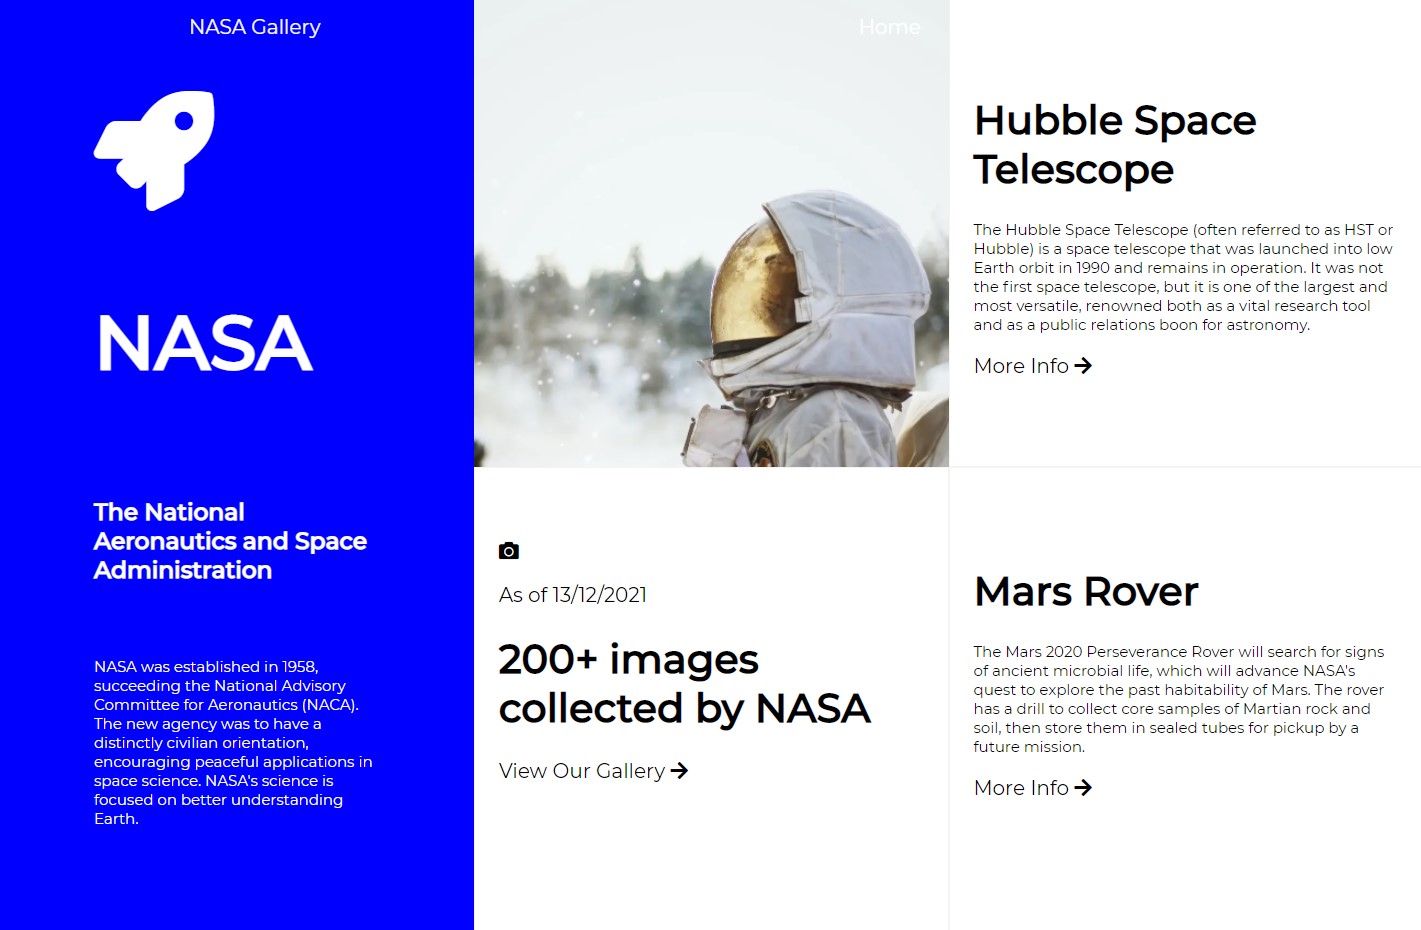 NASA Gallery
Home
NASA
The National
Aeronautics and Space
Administration
NASA was established in 1958,
succeeding the National Advisory
Committee for Aeronautics (NACA).
The new agency was to have a
distinctly civilian orientation,
encouraging peaceful applications in
space science. NASA's science is
focused on better understanding
Earth.
As of 13/12/2021
200+ images
collected by NASA
View Our Gallery
Hubble Space
Telescope
The Hubble Space Telescope (often referred to as HST or
Hubble) is a space telescope that was launched into low
Earth orbit in 1990 and remains in operation. It was not
the first space telescope, but it is one of the largest and
most versatile, renowned both as a vital research tool
and as a public relations boon for astronomy.
More Info
Mars Rover
The Mars 2020 Perseverance Rover will search for signs
of ancient microbial life, which will advance NASA's
quest to explore the past habitability of Mars. The rover
has a drill to collect core samples of Martian rock and
soil, then store them in sealed tubes for pickup by a
future mission.
More Info